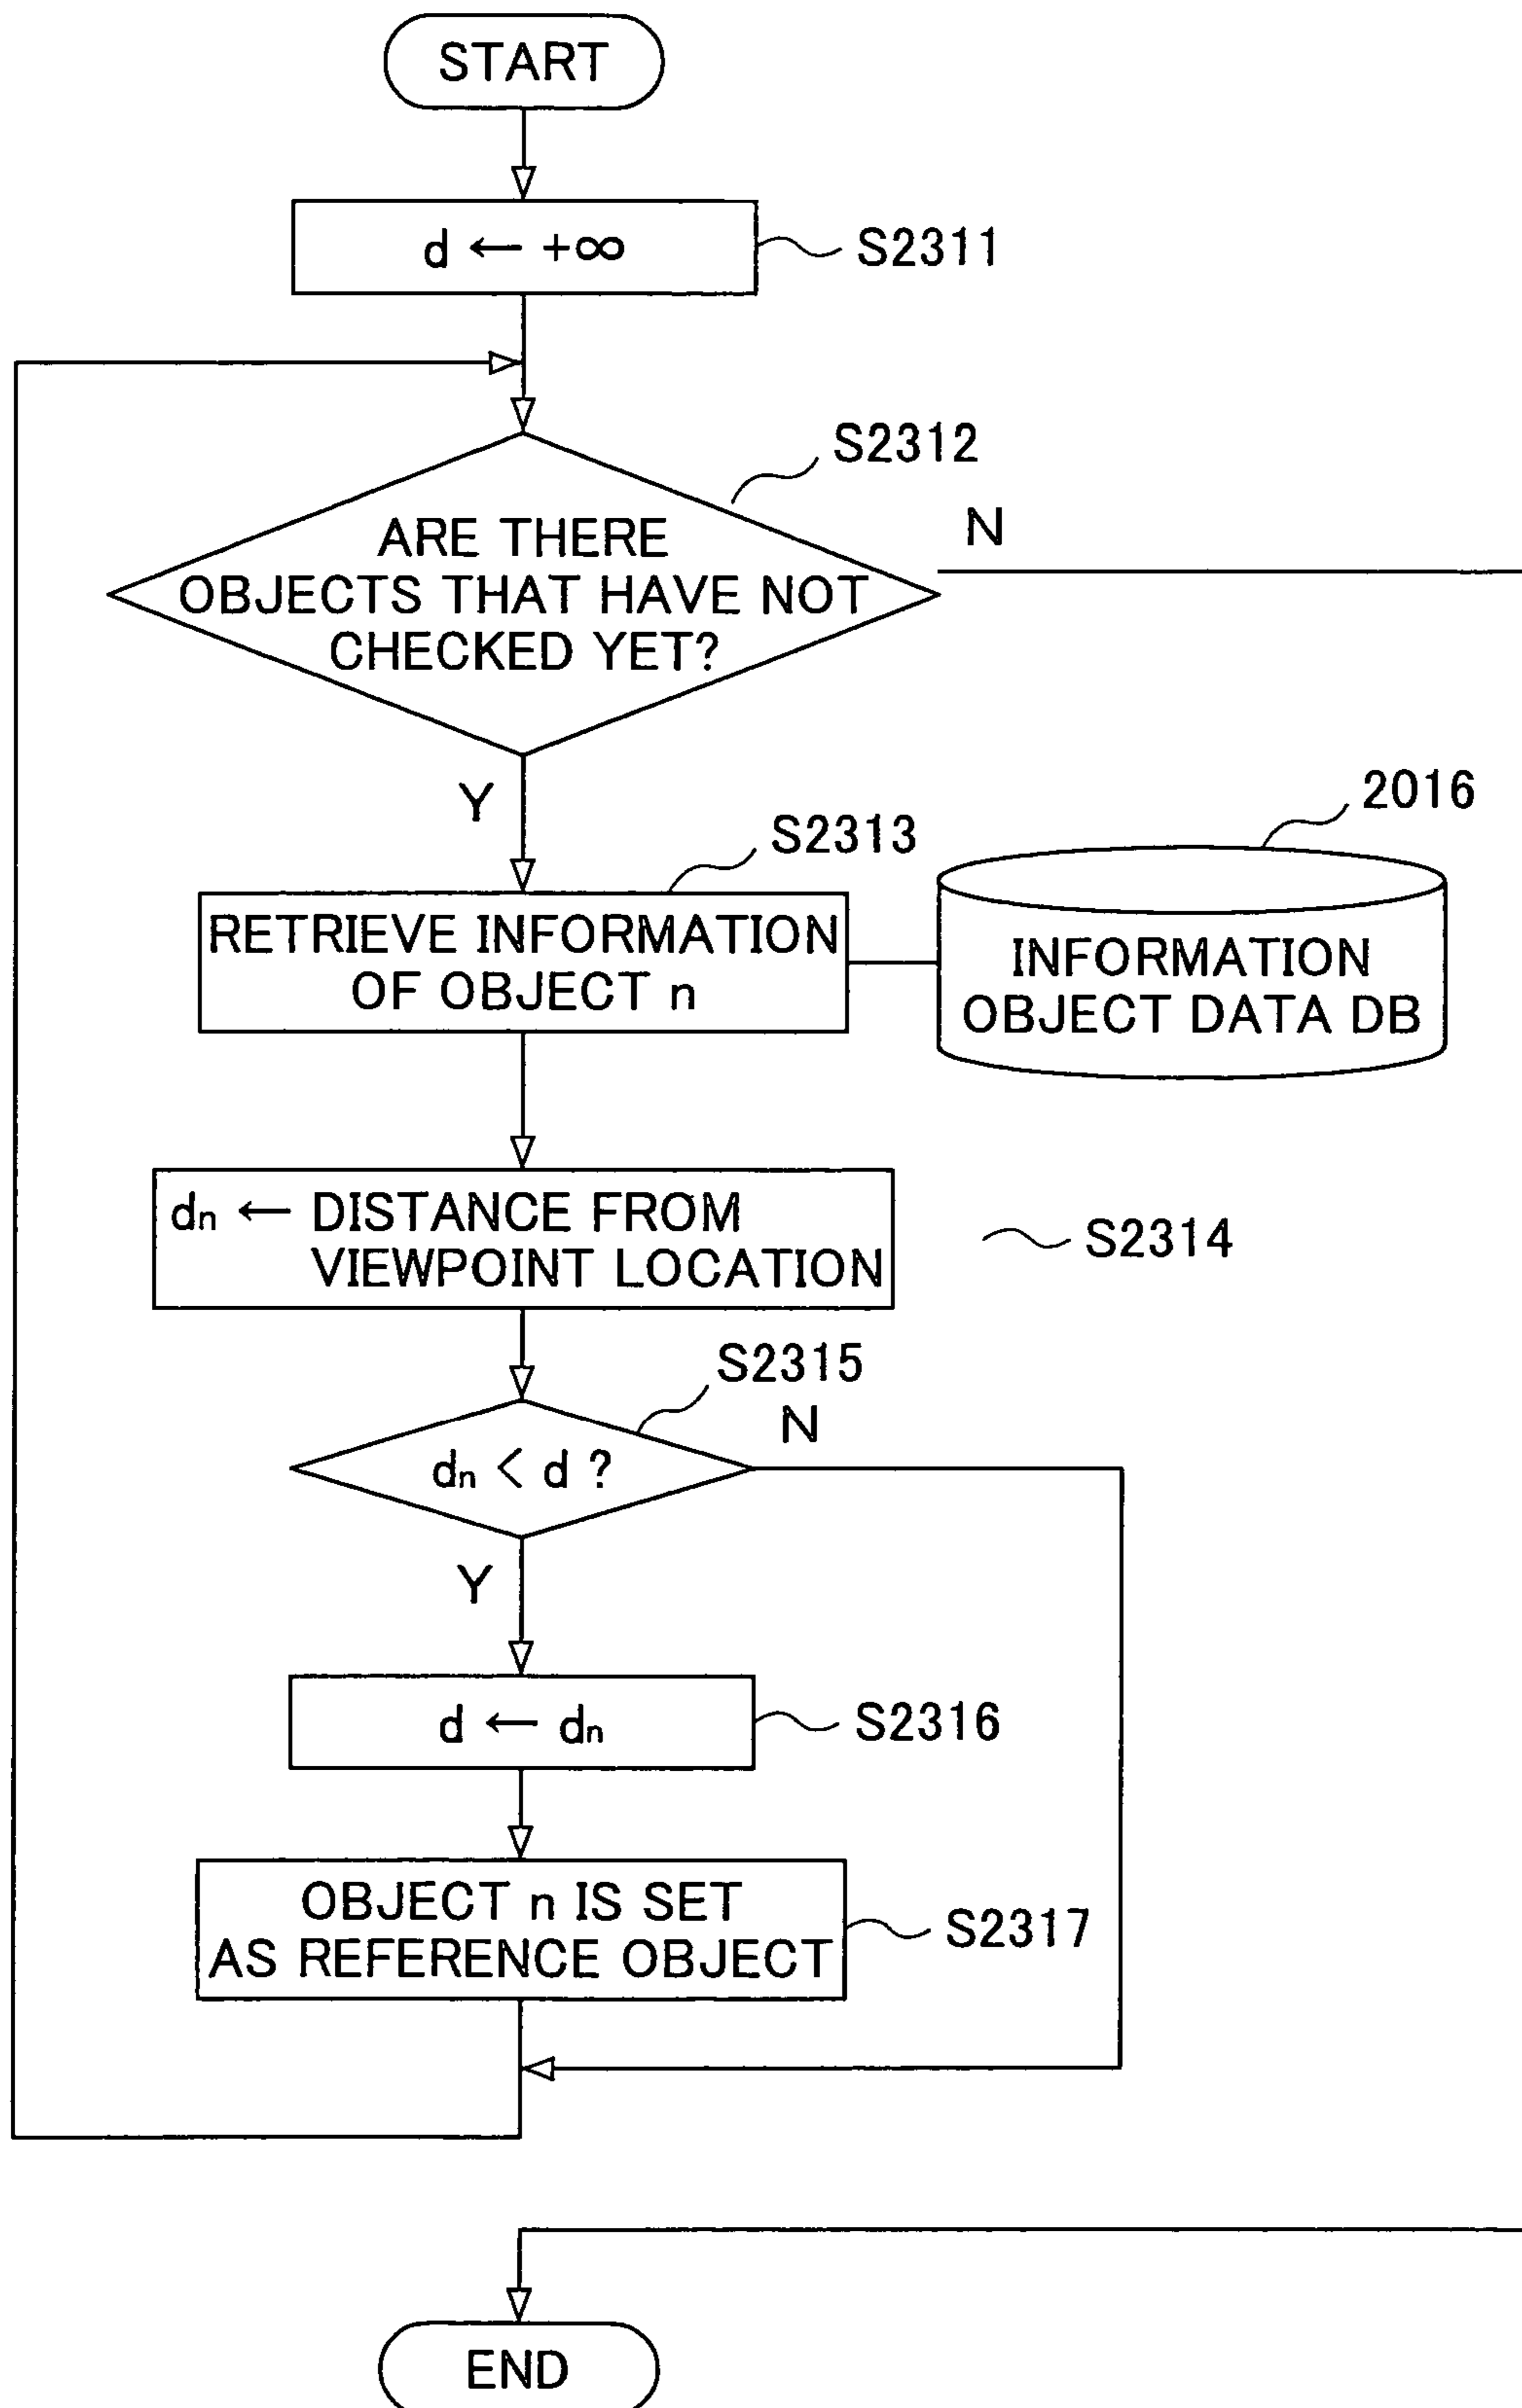 START
d ← +∞
S2311
S2312
N
ARE THERE
OBJECTS THAT HAVE NOT
CHECKED YET?
Y
S2313
2016
RETRIEVE INFORMATION
OF OBJECT n
INFORMATION
OBJECT DATA DB
dn ← DISTANCE FROM
VIEWPOINT LOCATION
S2314
S2315
N
dn < d ?
Y
d ← dn
S2316
OBJECT n IS SET
AS REFERENCE OBJECT
S2317
END